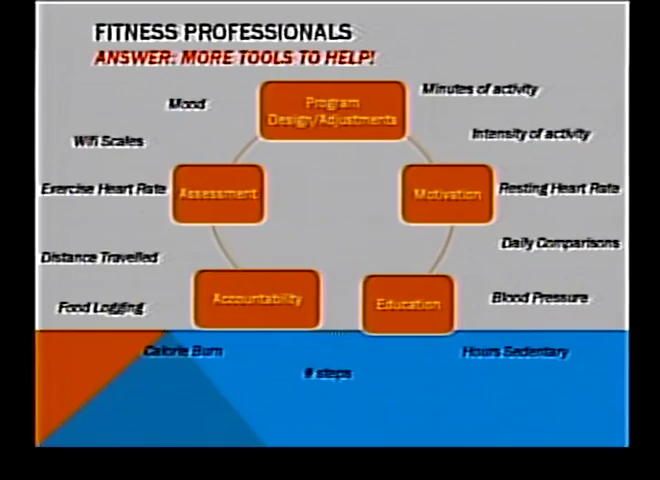 FITNESS PROFESSIONALS
ANSWER: MORE TOOLS TO HELP!
Mood
Program
Design/Adjustments
Minutes of activity
Wifi Scales
Intensity of activity
Exercise Heart Rate
Assessment
Motivation
Resting Heart Rate
Distance Travelled
Daily Comparisons
Food Logging
Accountability
Education
Blood Pressure
Calorie Burn
# steps
Hours Sedentary